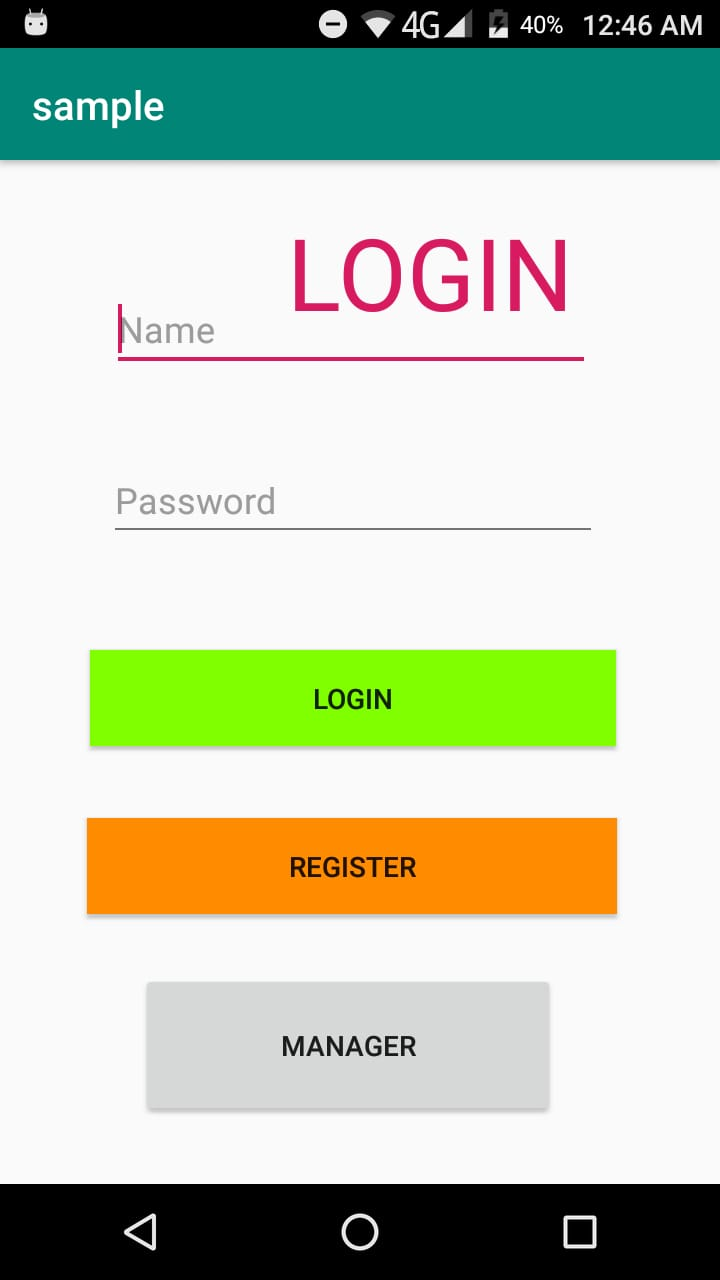 4G 40% 12:46 AM
sample
LOGIN
Name
Password
LOGIN
REGISTER
MANAGER